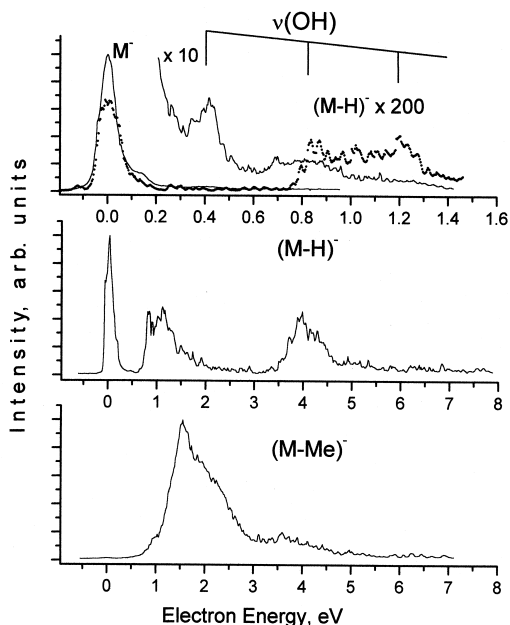 ν(OH)
M⁻
x 10
(M-H)⁻ x 200
0.0 0.2 0.4 0.6 0.8 1.0 1.2 1.4 1.6
Intensity, arb. units
(M-H)⁻
0 1 2 3 4 5 6 7 8
(M-Me)⁻
0 1 2 3 4 5 6 7 8
Electron Energy, eV